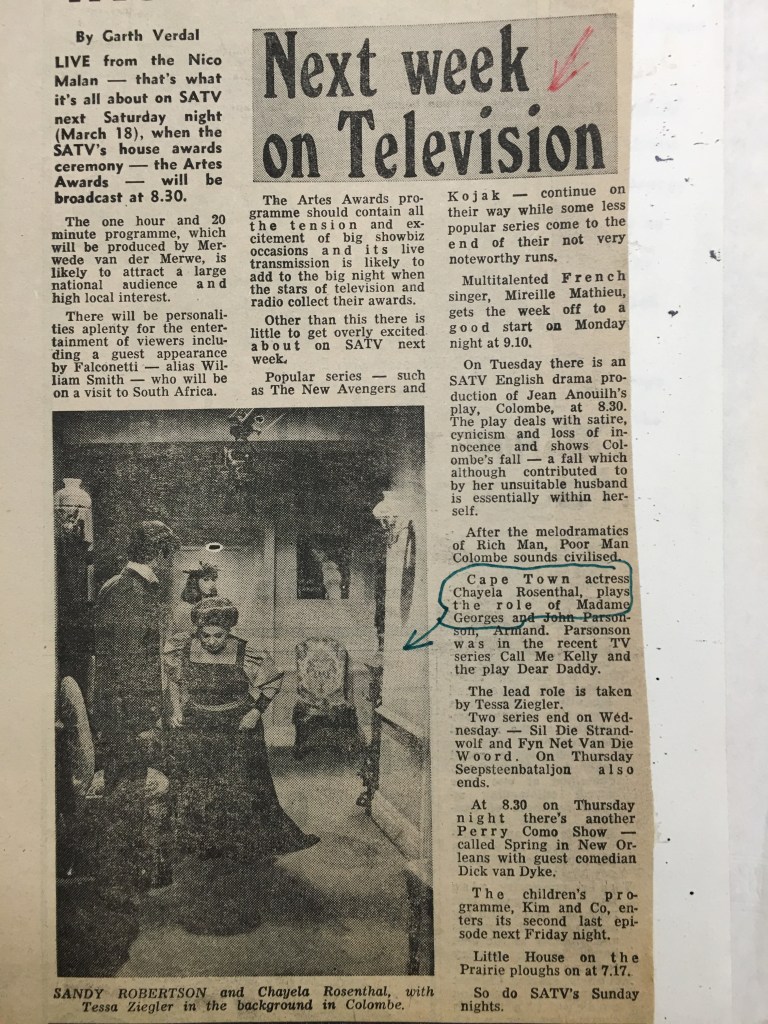 By Garth Verdal
LIVE from the Nico
Malan — that's what
it's all about on SATV
next Saturday night
(March 18), when the
SATV's house awards
ceremony — the Artes
Awards — will be
broadcast at 8.30.
The one hour and 20
minute programme, which
will be produced by Mer-
wede van der Merwe, is
likely to attract a large
national audience and
high local interest.
There will be personali-
ties aplenty for the enter-
tainment of viewers inclu-
ding a guest appearance
by Falconetti — alias Wil-
liam Smith — who will be
on a visit to South Africa.
Next week
on Television
The Artes Awards pro-
gramme should contain all
the tension and ex-
citement of big showbiz
occasions and its live
transmission is likely to
add to the big night when
the stars of television and
radio collect their awards.
Other than this there is
little to get overly excited
about on SATV next
week.
Popular series — such
as The New Avengers and
Kojak — continue on
their way while some less
popular series come to the
end of their not very
noteworthy runs.
Multitalented French
singer, Mireille Mathieu,
gets the week off to a
good start on Monday
night at 9.10.
On Tuesday there is an
SATV English drama pro-
duction of Jean Anouilh's
play, Colombe, at 8.30.
The play deals with satire,
cynicism and loss of in-
nocence and shows Col-
ombe's fall — a fall which
although contributed to
by her unsuitable husband
is essentially within her-
self.
After the melodramatics
of Rich Man, Poor Man
Colombe sounds civilised.
Cape Town actress
Chayela Rosenthal, plays
the role of Madame
Georges and John Parson-
son, Armand. Parsonson
was in the recent TV
series Call Me Kelly and
the play Dear Daddy.
The lead role is taken
by Tessa Ziegler.
Two series end on Wed-
nesday — Sil Die Strand-
wolf and Fyn Net Van Die
Woord. On Thursday
Seepsteenbataljon also
ends.
At 8.30 on Thursday
night there's another
Perry Como Show —
called Spring in New Or-
leans with guest comedian
Dick van Dyke.
The children's pro-
gramme, Kim and Co, en-
ters its second last epi-
sode next Friday night.
Little House on the
Prairie ploughs on at 7.17.
So do SATV's Sunday
nights.
SANDY ROBERTSON and Chayela Rosenthal, with
Tessa Ziegler in the background in Colombe.